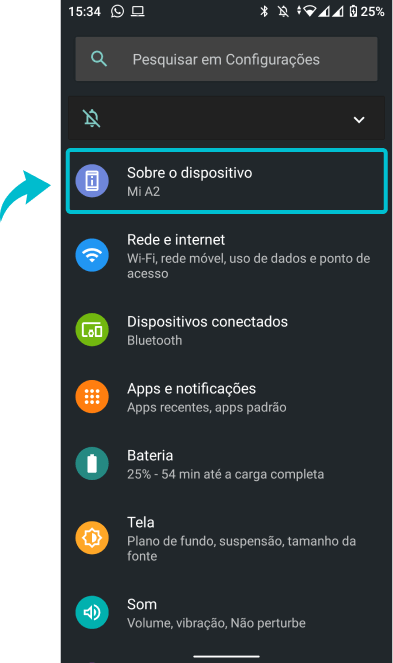 15:34 25%
Pesquisar em Configurações
Sobre o dispositivo
Mi A2
Rede e internet
Wi-Fi, rede móvel, uso de dados e ponto de
acesso
Dispositivos conectados
Bluetooth
Apps e notificações
Apps recentes, apps padrão
Bateria
25% - 54 min até a carga completa
Tela
Plano de fundo, suspensão, tamanho da
fonte
Som
Volume, vibração, Não perturbe